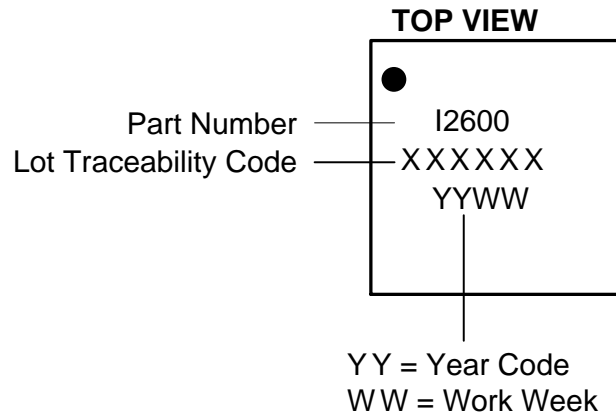 TOP VIEW
Part Number
I2600
Lot Traceability Code
XXXXXX
YYWW
YY = Year Code
WW = Work Week